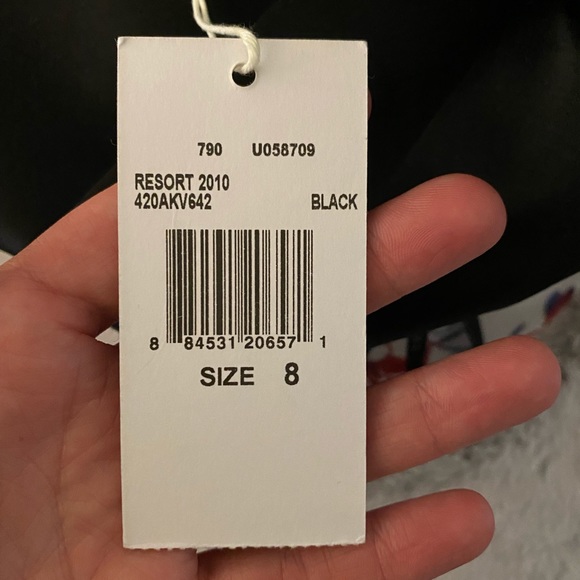 790 U058709
RESORT 2010
420AKV642 BLACK
8 84531 20657 1
SIZE 8